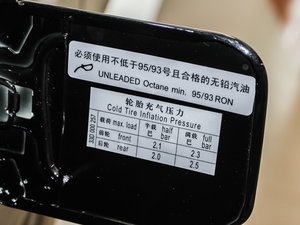 必须使用不低于95/93号且合格的无铅汽油
UNLEADED Octane min. 95/93 RON
轮胎充气压力
Cold Tire Inflation Pressure
载荷 max. load 半载 half 满载 full
巴 bar 巴 bar
前轮 front 2.1 2.3
后轮 rear 2.0 2.5
330 000 257